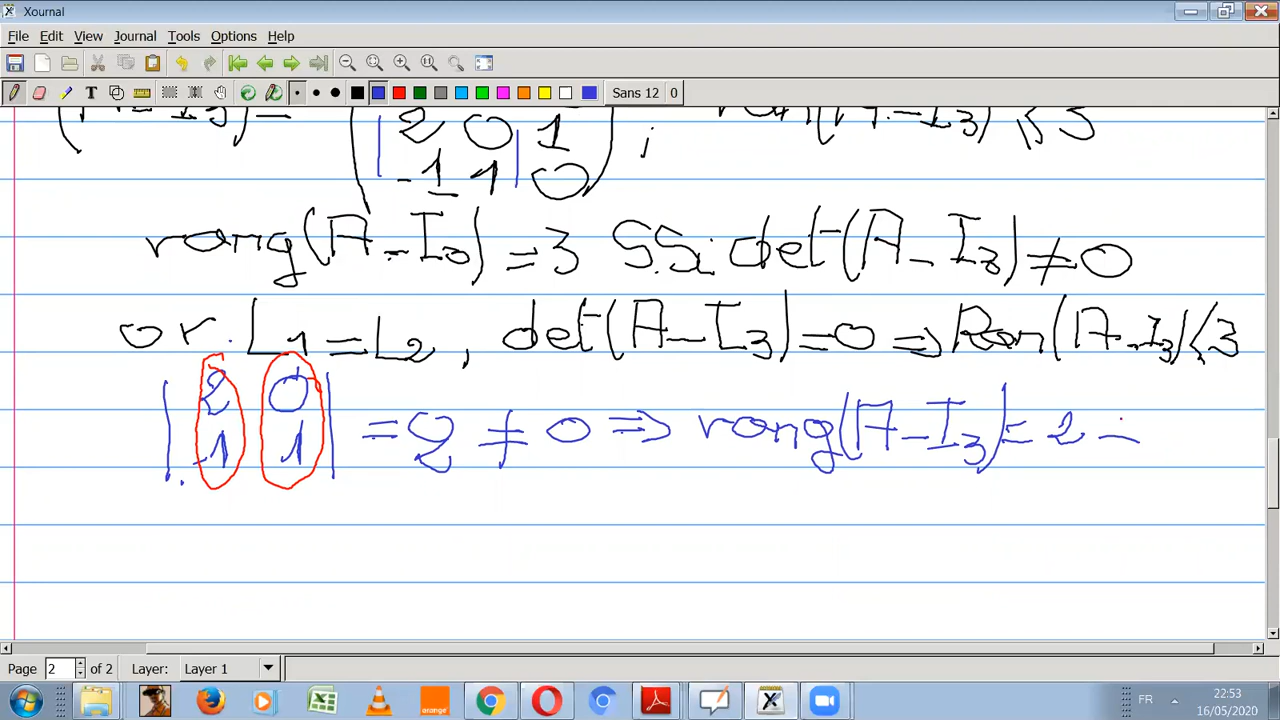 Xournal
File Edit View Journal Tools Options Help
Sans 12 0
2 0 1
-1 1 0 ;
rang(A - I₃) = 3 SSi det(A - I₃) ≠ 0
or. L₁ = L₂, det(A - I₃) = 0 => Ran(A - I₃) < 3
| 2 0 |
| -1 1 | = 2 ≠ 0 => rang(A - I₃) = 2 =
Page 2 of 2 Layer: Layer 1
orange
FR 22:53
16/05/2020